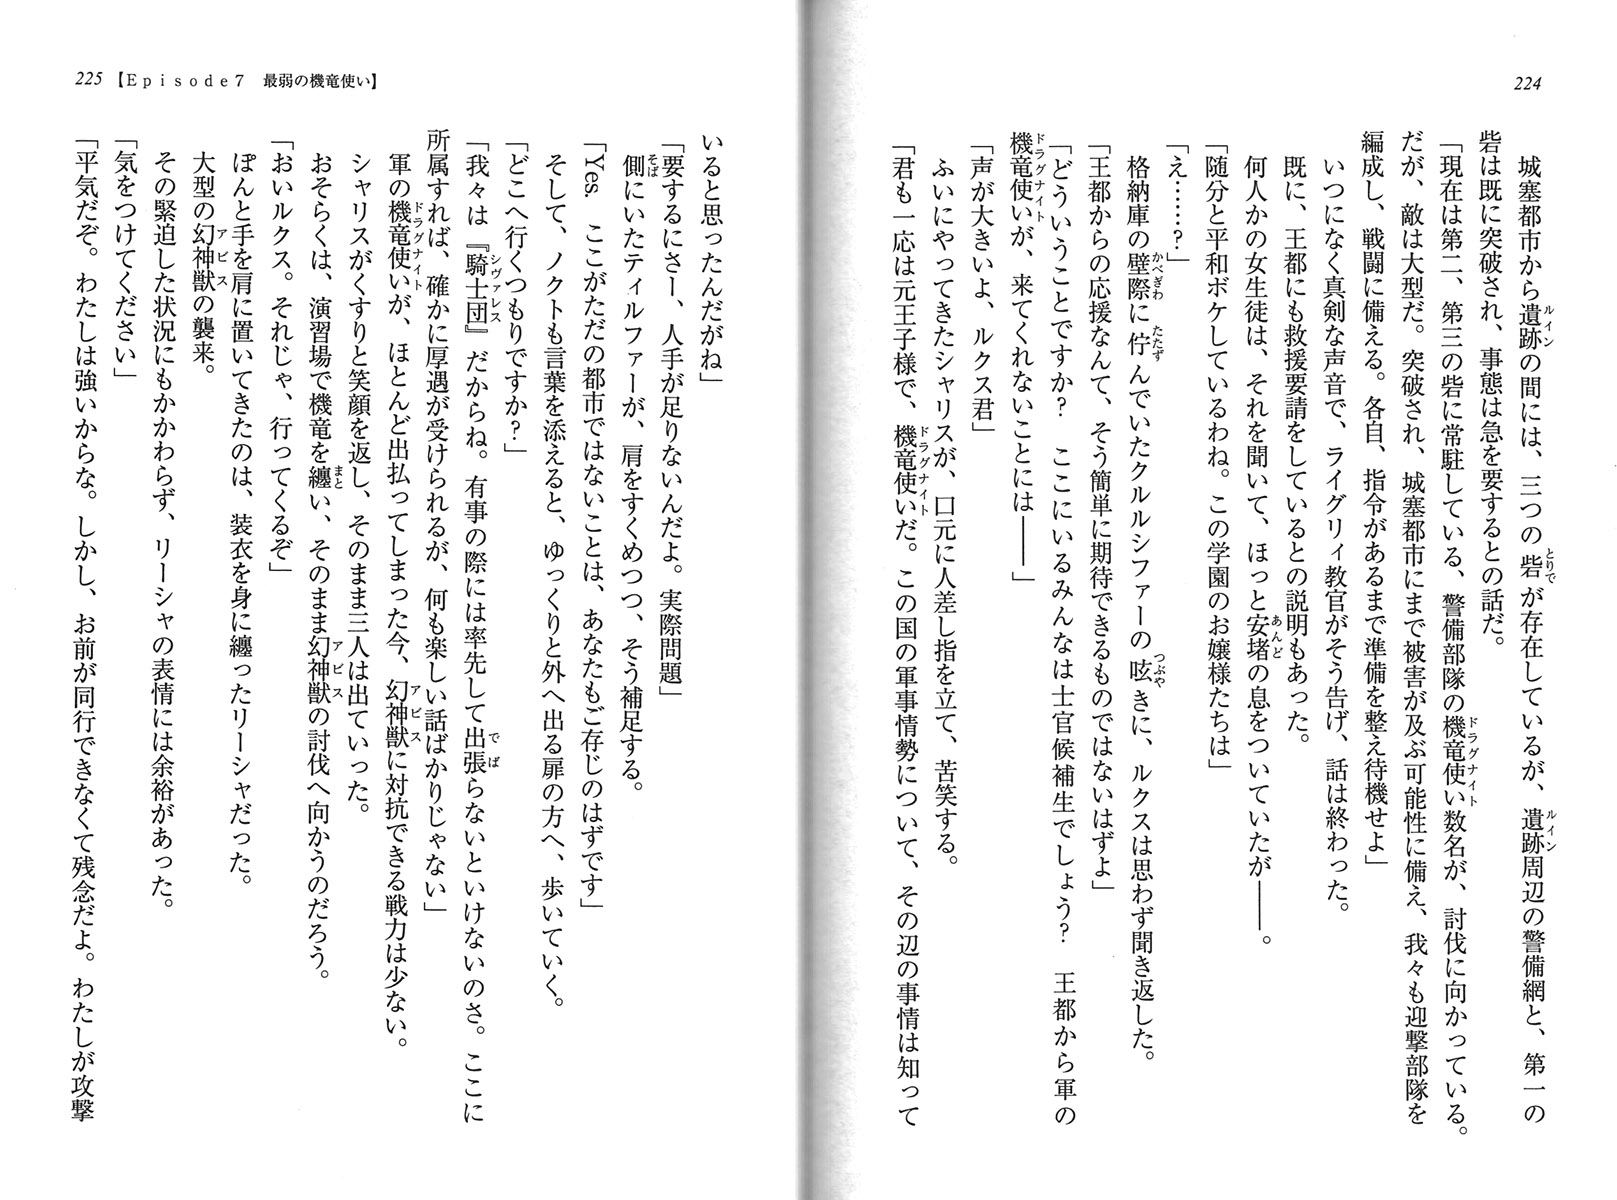 224
城塞都市から遺跡の間には、三つの砦が存在しているが、遺跡周辺の警備網と、第一の
砦は既に突破され、事態は急を要するとの話だ。
「現在は第二、第三の砦に常駐している、警備部隊の機竜使い数名が、討伐に向かっている。
だが、敵は大型だ。突破され、城塞都市にまで被害が及ぶ可能性に備え、我々も迎撃部隊を
編成し、戦闘に備える。各自、指令があるまで準備を整え待機せよ」
いつになく真剣な声音で、ライグリィ教官がそう告げ、話は終わった。
既に、王都にも救援要請をしているとの説明もあった。
何人かの女生徒は、それを聞いて、ほっと安堵の息をついていたが――。
「随分と平和ボケしているわね。この学園のお嬢様たちは」
「え……？」
格納庫の壁際に佇んでいたクルルシファーの呟きに、ルクスは思わず聞き返した。
「王都からの応援なんて、そう簡単に期待できるものではないはずよ」
「どういうことですか？　ここにいるみんなは士官候補生でしょう？　王都から軍の
機竜使いが、来てくれないことには――」
「声が大きいよ、ルクス君」
ふいにやってきたシャリスが、口元に人差し指を立て、苦笑する。
「君も一応は元王子様で、機竜使いだ。この国の軍事情勢について、その辺の事情は知って
225【Episode7　最弱の機竜使い】
いると思ったんだがね」
「要するにさー、人手が足りないんだよ。実際問題」
側にいたティルファーが、肩をすくめつつ、そう補足する。
「Yes.　ここがただの都市ではないことは、あなたもご存じのはずです」
そして、ノクトも言葉を添えると、ゆっくりと外へ出る扉の方へ、歩いていく。
「どこへ行くつもりですか？」
「我々は『騎士団』だからね。有事の際には率先して出張らないといけないのさ。ここに
所属すれば、確かに厚遇が受けられるが、何も楽しい話ばかりじゃない」
軍の機竜使いが、ほとんど出払ってしまった今、幻神獣に対抗できる戦力は少ない。
シャリスがくすりと笑顔を返し、そのまま三人は出ていった。
おそらくは、演習場で機竜を纏い、そのまま幻神獣の討伐へ向かうのだろう。
「おいルクス。それじゃ、行ってくるぞ」
ぽんと手を肩に置いてきたのは、装衣を身に纏ったリーシャだった。
大型の幻神獣の襲来。
その緊迫した状況にもかかわらず、リーシャの表情には余裕があった。
「気をつけてください」
「平気だぞ。わたしは強いからな。しかし、お前が同行できなくて残念だよ。わたしが攻撃